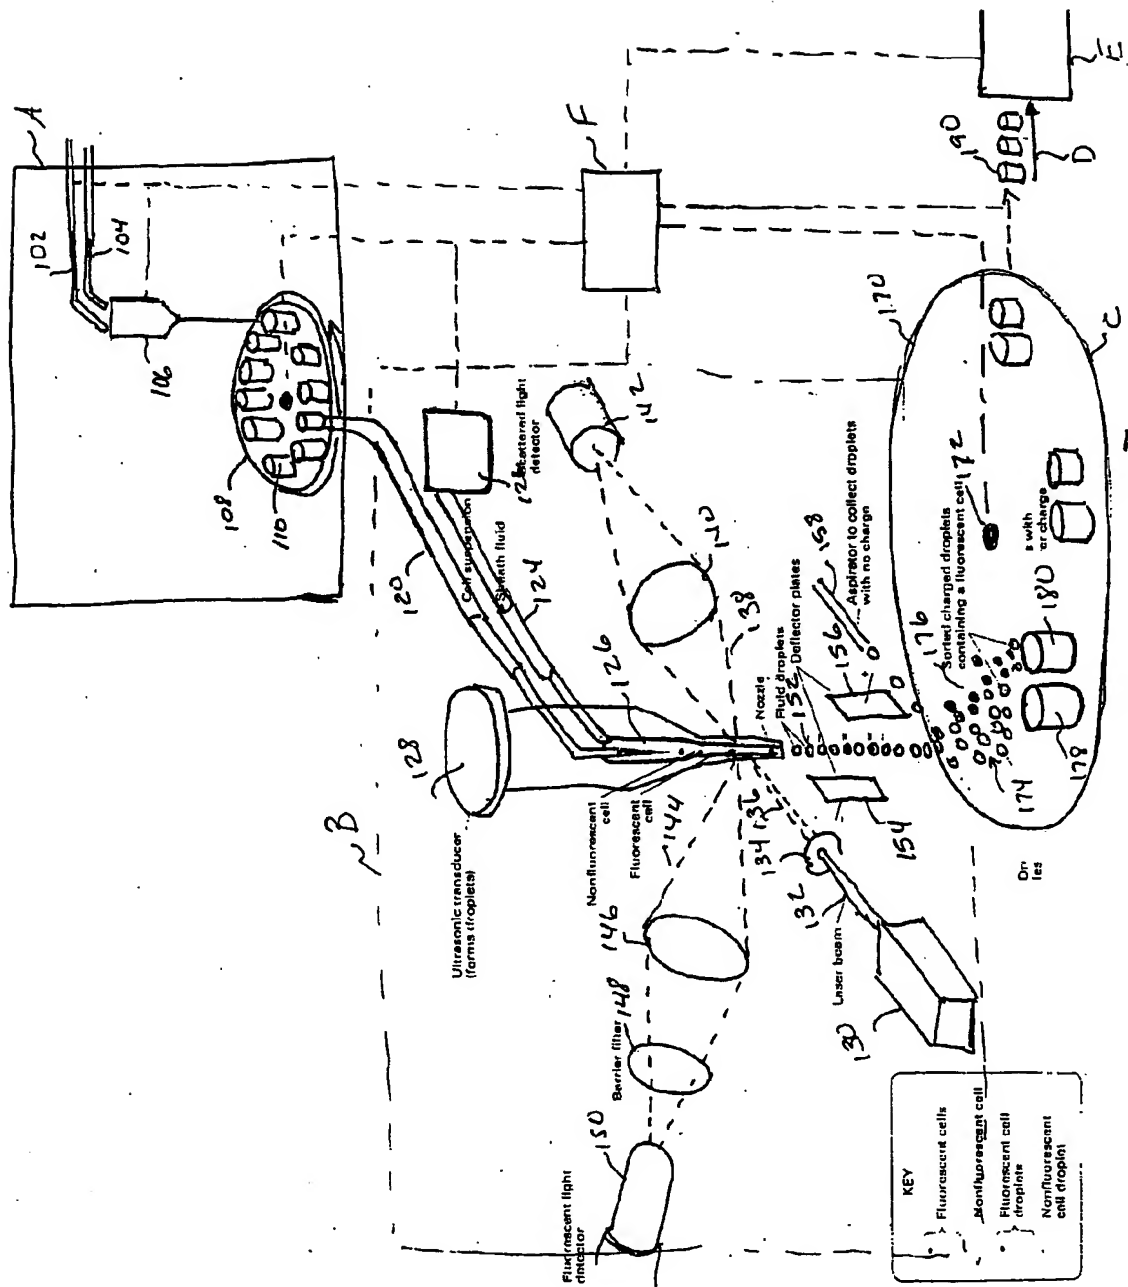 A
102
104
106
108
110
F
E
190
D
170
C
120
Cell suspension
Sheath fluid
124
detector
142
140
138
126
128
Ultrasonic transducer
(forms droplets)
B
Nonfluorescent
cell
Fluorescent
cell
144
146
Barrier filter 148
150
Fluorescent light
detector
Nozzle
Fluid droplets
152
Deflector plates
156
158
Aspirator to collect droplets
with no charge
134
136
132
Laser beam
130
154
172
176
Sorted charged droplets
containing a fluorescent cell
174
178
180
s with
er charge
KEY
Fluorescent cells
Nonfluorescent cell
Fluorescent cell
droplets
Nonfluorescent
cell droplet